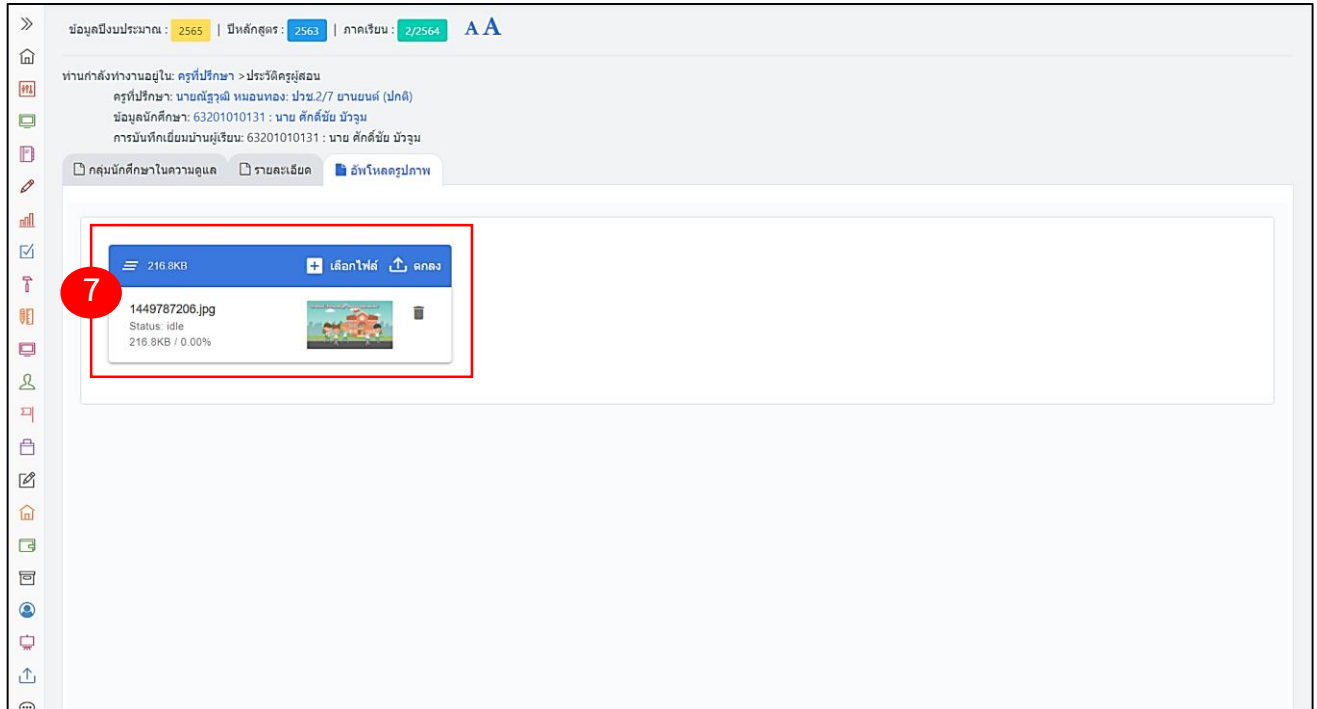 ข้อมูลปีงบประมาณ : 2565 | ปีหลักสูตร : 2563 | ภาคเรียน : 2/2564 A A
ท่านกำลังทำงานอยู่ใน: ครูที่ปรึกษา > ประวัติครูผู้สอน
ครูที่ปรึกษา: นายณัฐวุฒิ หมอนทอง: ปวช.2/7 ยานยนต์ (ปกติ)
ข้อมูลนักศึกษา: 63201010131 : นาย ศักดิ์ชัย บัวจูม
การบันทึกเยี่ยมบ้านผู้เรียน: 63201010131 : นาย ศักดิ์ชัย บัวจูม
กลุ่มนักศึกษาในความดูแล รายละเอียด อัพโหลดรูปภาพ
216.8KB เลือกไฟล์ ตกลง
7
1449787206.jpg
Status: idle
216.8KB / 0.00%